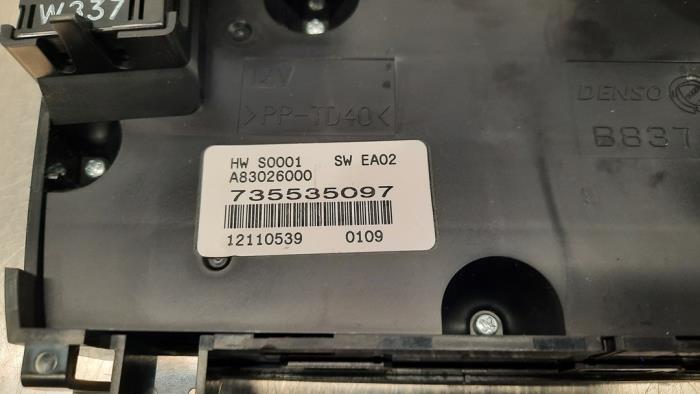 W337
12V
>PP-TD40<
DENSO
B837
HW S0001 SW EA02
A83026000
735535097
12110539 0109